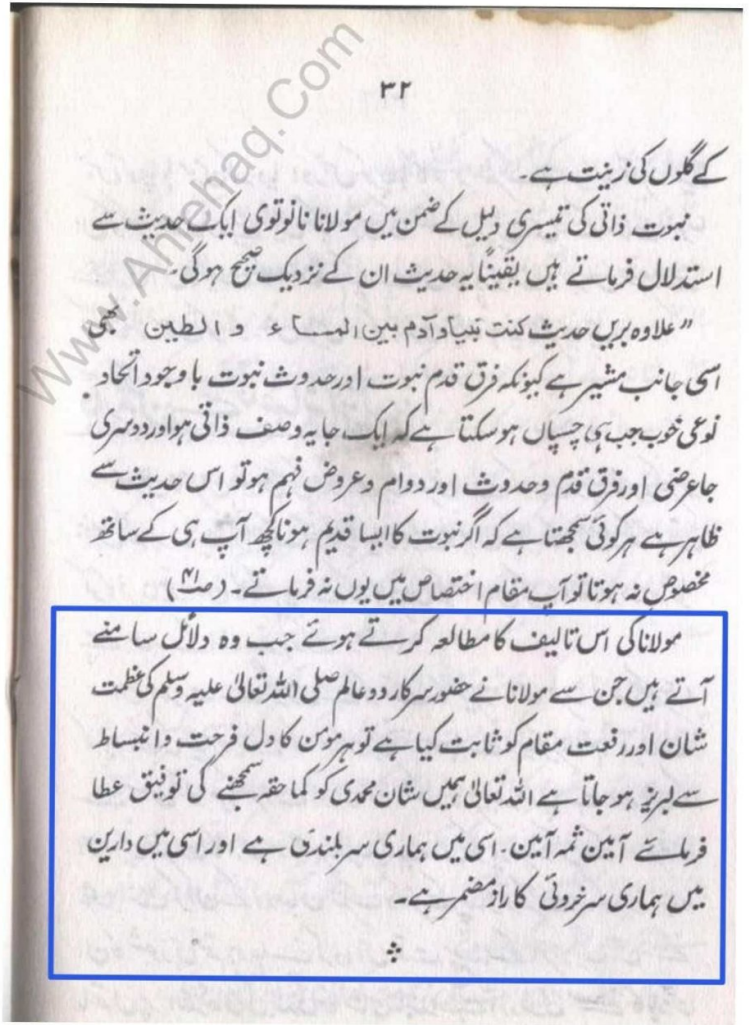 www.Ahlehaq.Com
۳۲
کے گلوں کی زینت ہے۔
نبوت ذاتی کی تیسری دلیل کے ضمن میں مولانا نانوتوی ایک حدیث سے
استدلال فرماتے ہیں یقیناً یہ حدیث ان کے نزدیک صحیح ہوگی۔
"علاوہ بریں حدیث کنت نبیاد آدم بین المساء و الطین بھی
اسی جانب مشیر ہے کیونکہ فرق قدم نبوت اور حدوث نبوت با وجود اتحاد
نوعی خوب جب ہی چسپاں ہو سکتا ہے کہ ایک جا یہ وصف ذاتی ہو اور دوسری
جا عرضی اور فرق قدم وحدوث اور دوام وعروض فہم ہو تو اس حدیث سے
ظاہر ہے ہر کوئی سمجھتا ہے کہ اگر نبوت کا ایسا قدیم ہونا کچھ آپ ہی کے ساتھ
مخصوص نہ ہوتا تو آپ مقام اختصاص میں یوں نہ فرماتے۔ (صـ۴۱)
مولانا کی اس تالیف کا مطالعہ کرتے ہوئے جب وہ دلائل سامنے
آتے ہیں جن سے مولانا نے حضور سرکار دو عالم صلی اللہ تعالیٰ علیہ وسلم کی عظمت
شان اور رفعت مقام کو ثابت کیا ہے تو ہر مومن کا دل فرحت وانبساط
سے لبریز ہو جاتا ہے اللہ تعالیٰ ہمیں شان محمدی کو کما حقہ سمجھنے کی توفیق عطا
فرمائے آمین ثمہ آمین۔ اسی میں ہماری سربلندی ہے اور اسی میں دارین
میں ہماری سرخروئی کا راز مضمر ہے۔